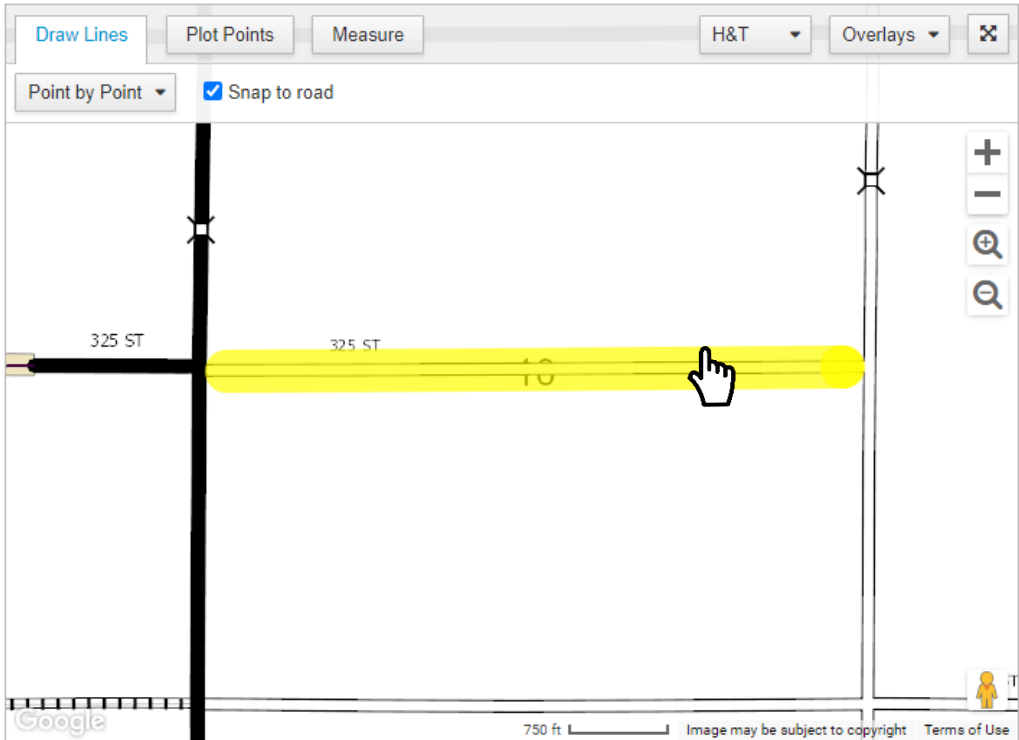 Draw Lines Plot Points Measure H&T Overlays
Point by Point Snap to road
325 ST
325 ST
10
T
Google
750 ft Image may be subject to copyright Terms of Use